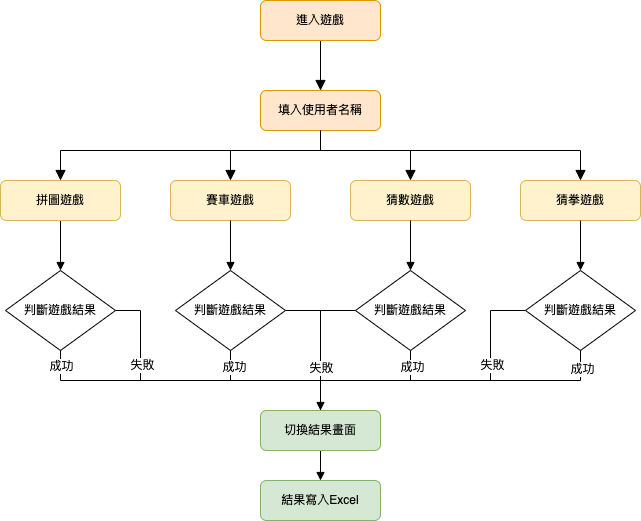 進入遊戲
填入使用者名稱
拼圖遊戲
賽車遊戲
猜數遊戲
猜拳遊戲
判斷遊戲結果
判斷遊戲結果
判斷遊戲結果
判斷遊戲結果
成功
失敗
成功
失敗
成功
失敗
成功
切換結果畫面
結果寫入Excel